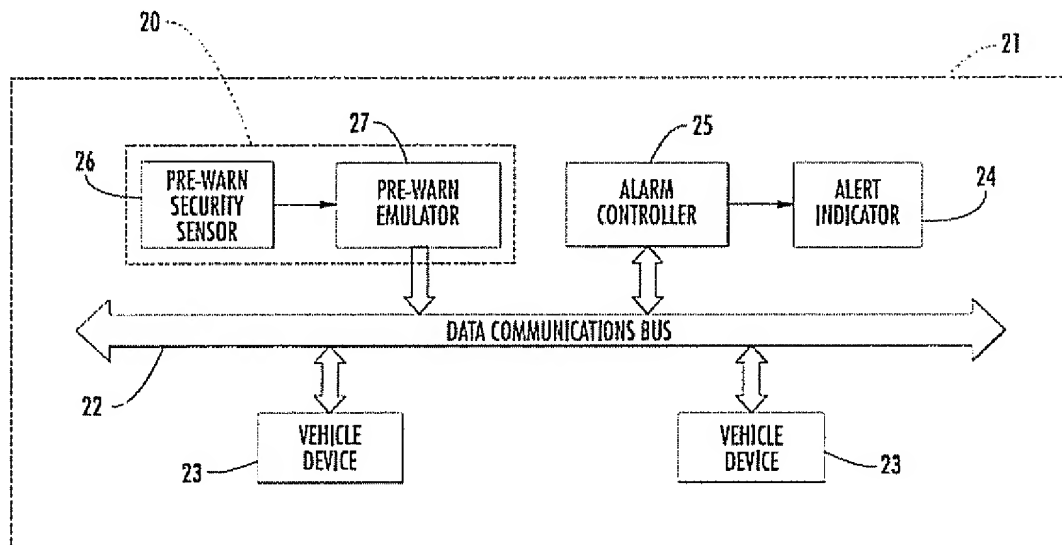 20
21
27
25
26
PRE-WARN
SECURITY
SENSOR
PRE-WARN
EMULATOR
ALARM
CONTROLLER
ALERT
INDICATOR
24
DATA COMMUNICATIONS BUS
22
23
VEHICLE
DEVICE
VEHICLE
DEVICE
23